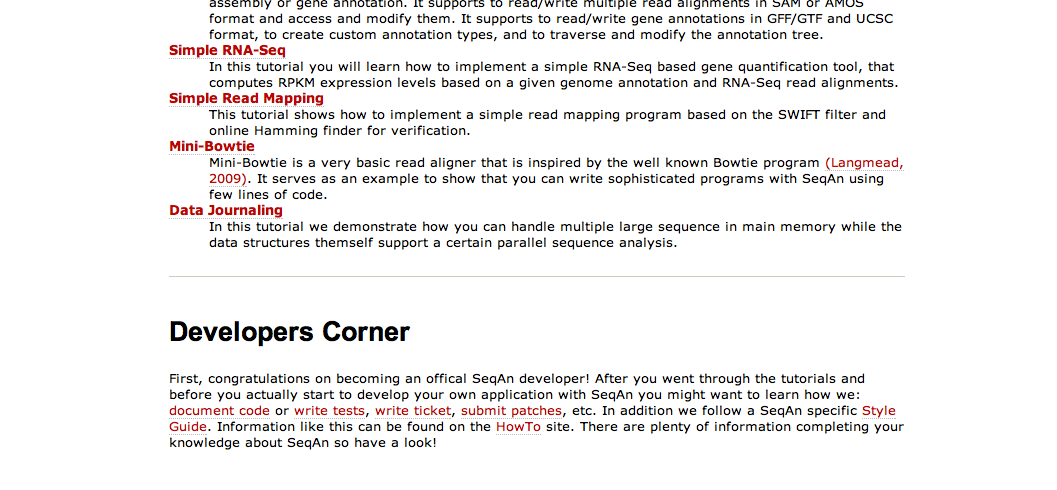 assembly or gene annotation. It supports to read/write multiple read alignments in SAM or AMOS
format and access and modify them. It supports to read/write gene annotations in GFF/GTF and UCSC
format, to create custom annotation types, and to traverse and modify the annotation tree.
Simple RNA-Seq
In this tutorial you will learn how to implement a simple RNA-Seq based gene quantification tool, that
computes RPKM expression levels based on a given genome annotation and RNA-Seq read alignments.
Simple Read Mapping
This tutorial shows how to implement a simple read mapping program based on the SWIFT filter and
online Hamming finder for verification.
Mini-Bowtie
Mini-Bowtie is a very basic read aligner that is inspired by the well known Bowtie program (Langmead,
2009). It serves as an example to show that you can write sophisticated programs with SeqAn using
few lines of code.
Data Journaling
In this tutorial we demonstrate how you can handle multiple large sequence in main memory while the
data structures themself support a certain parallel sequence analysis.
Developers Corner
First, congratulations on becoming an offical SeqAn developer! After you went through the tutorials and
before you actually start to develop your own application with SeqAn you might want to learn how we:
document code or write tests, write ticket, submit patches, etc. In addition we follow a SeqAn specific Style
Guide. Information like this can be found on the HowTo site. There are plenty of information completing your
knowledge about SeqAn so have a look!